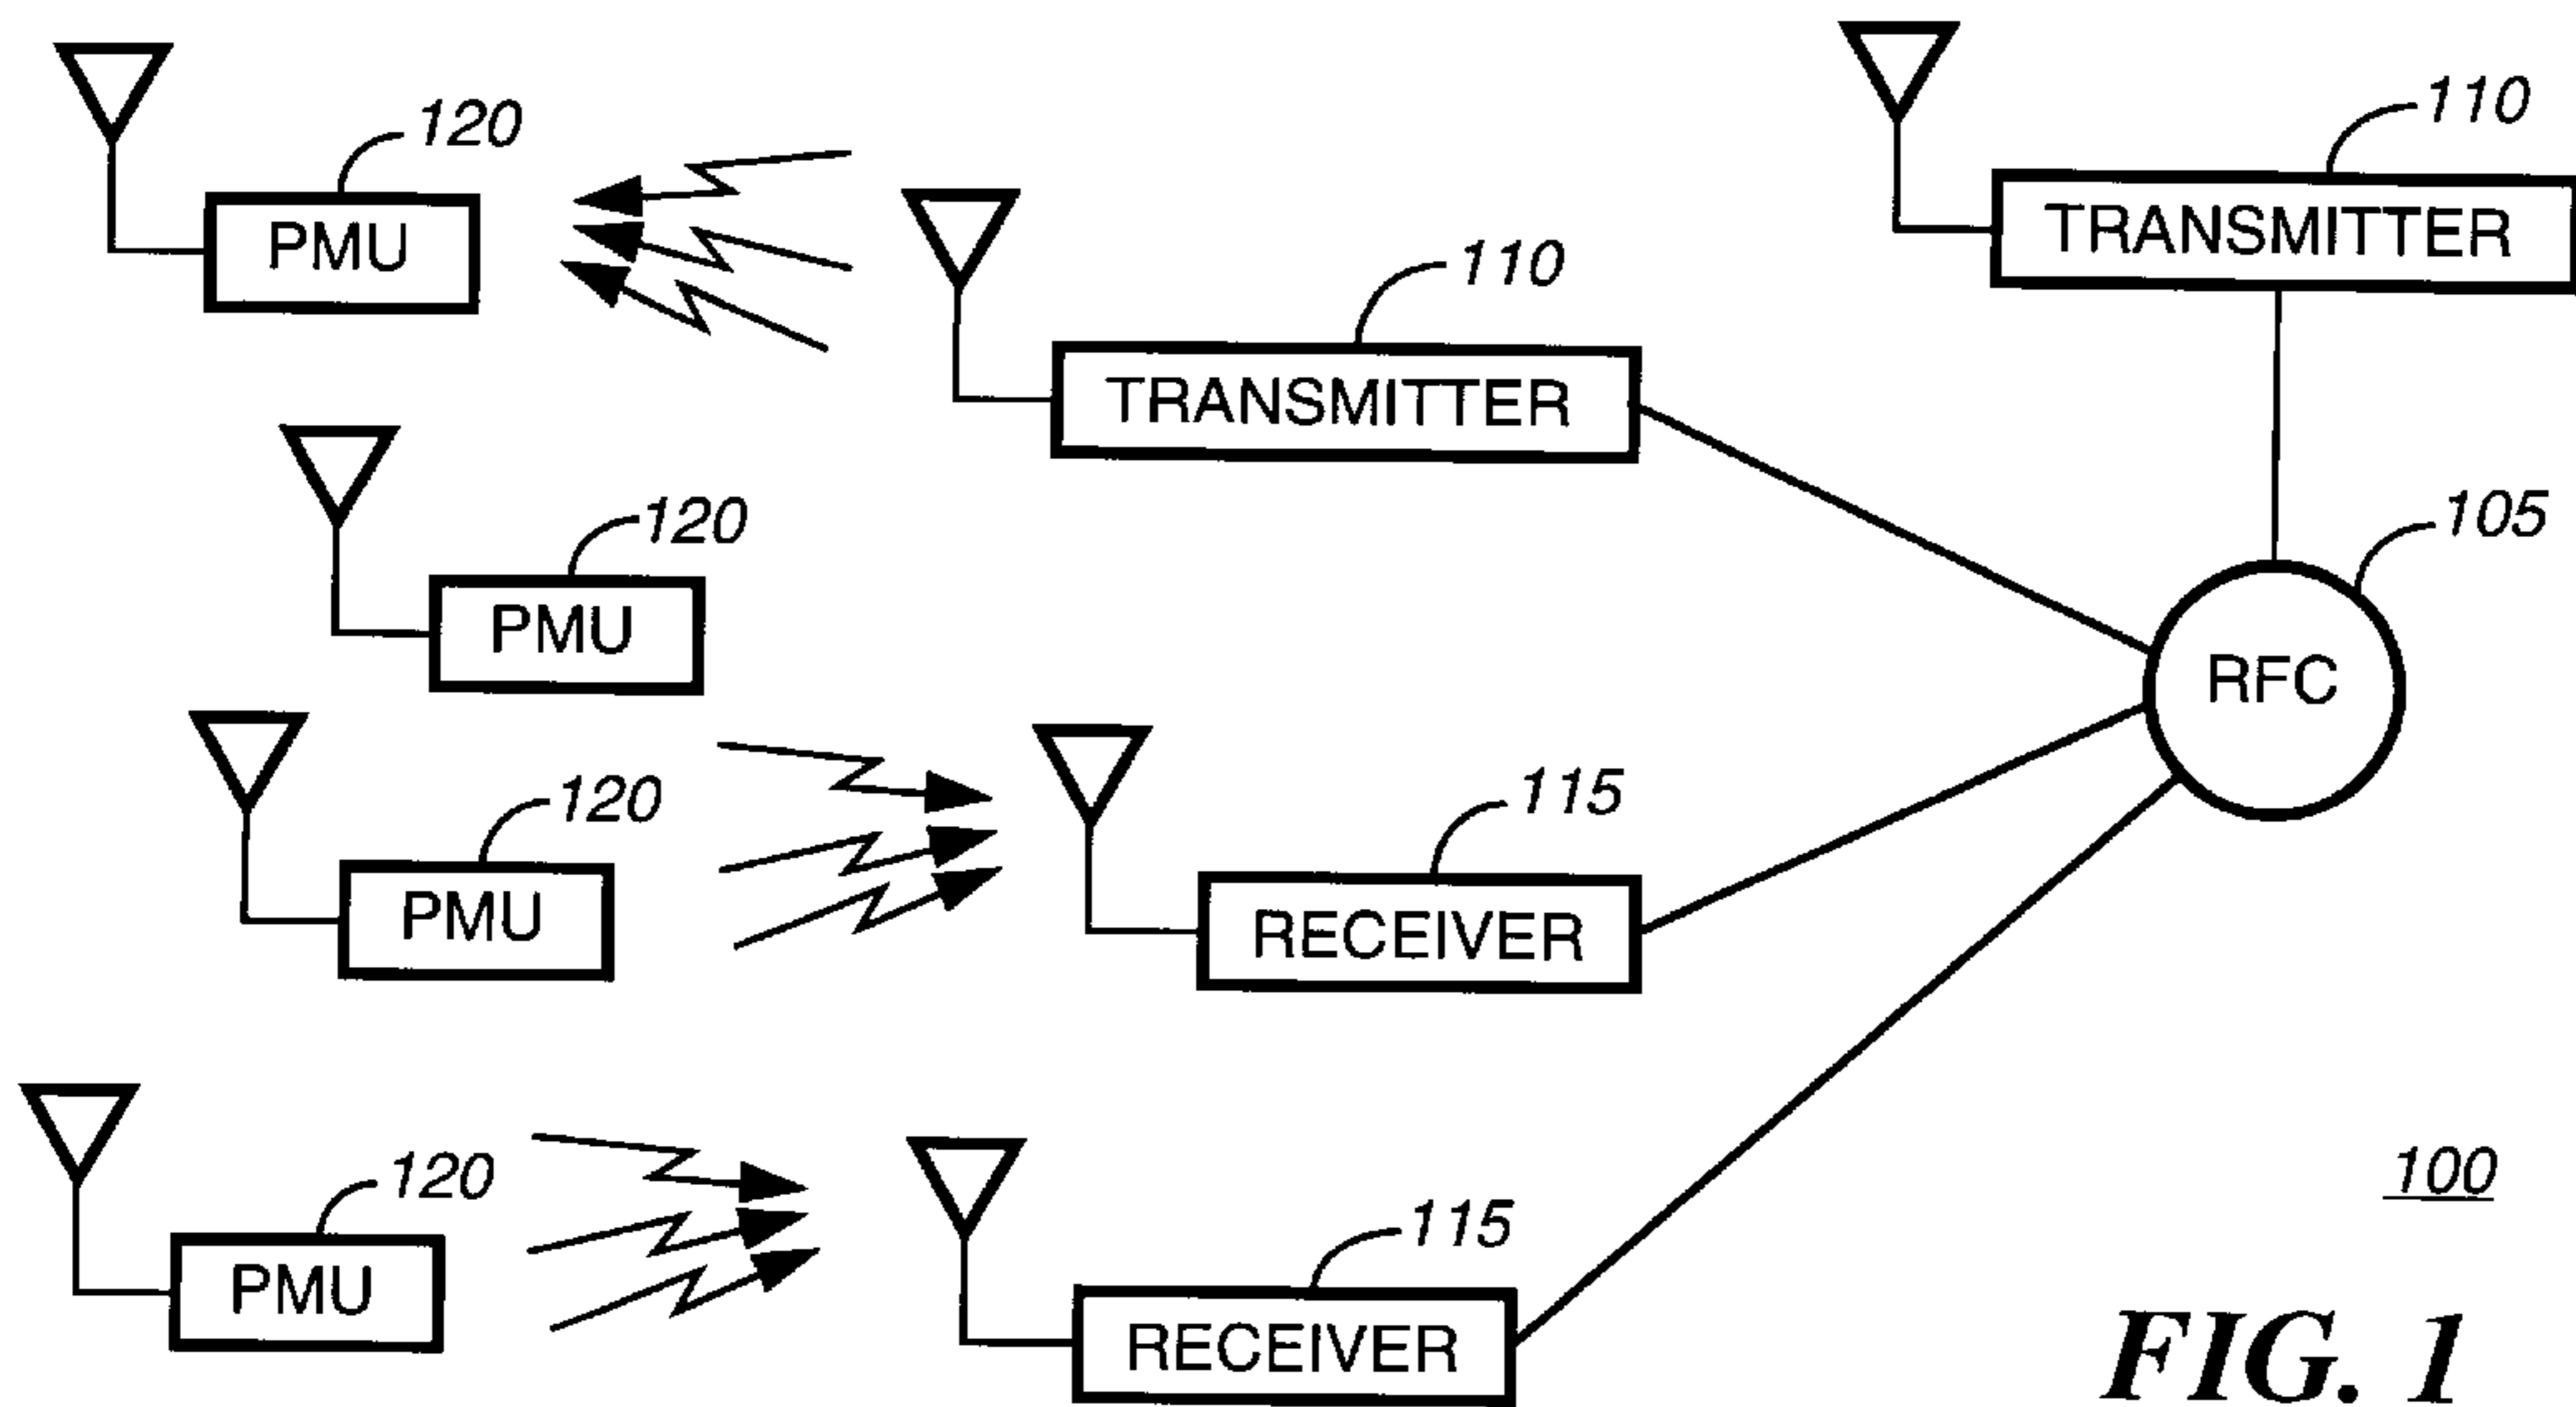 110
120
TRANSMITTER
PMU
110
TRANSMITTER
120
105
PMU
RFC
120
115
PMU
RECEIVER
120
100
115
PMU
RECEIVER
FIG. 1